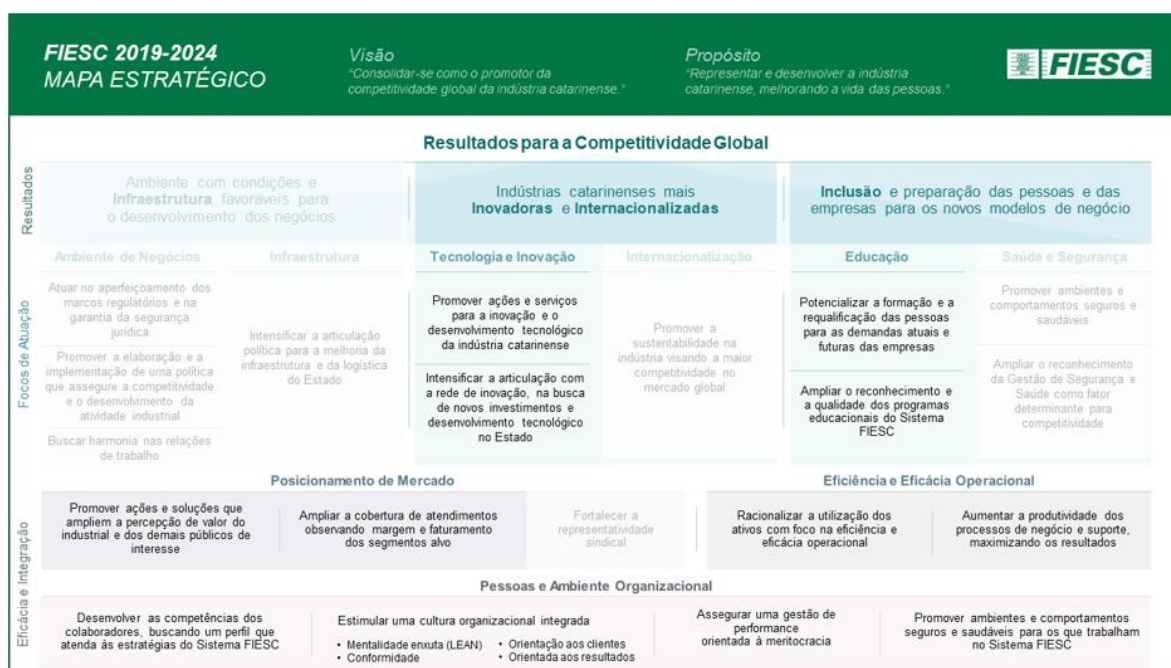 FIESC 2019-2024
MAPA ESTRATÉGICO
Visão
"Consolidar-se como o promotor da
competitividade global da indústria catarinense."
Propósito
"Representar e desenvolver a indústria
catarinense, melhorando a vida das pessoas."
FIESC
Resultados para a Competitividade Global
Resultados
Ambiente com condições e
Infraestrutura favoráveis para
o desenvolvimento dos negócios
Indústrias catarinenses mais
Inovadoras e Internacionalizadas
Inclusão e preparação das pessoas e das
empresas para os novos modelos de negócio
Focos de Atuação
Ambiente de Negócios
Atuar no aperfeiçoamento dos
marcos regulatórios e na
garantia da segurança
jurídica
Promover a elaboração e a
implementação de uma política
que assegure a competitividade
e o desenvolvimento da
atividade industrial
Buscar harmonia nas relações
de trabalho
Infraestrutura
Intensificar a articulação
política para a melhoria da
infraestrutura e da logística
do Estado
Tecnologia e Inovação
Promover ações e serviços
para a inovação e o
desenvolvimento tecnológico
da indústria catarinense
Intensificar a articulação com
a rede de inovação, na busca
de novos investimentos e
desenvolvimento tecnológico
no Estado
Internacionalização
Promover a
sustentabilidade na
indústria visando a maior
competitividade no
mercado global
Educação
Potencializar a formação e a
requalificação das pessoas
para as demandas atuais e
futuras das empresas
Ampliar o reconhecimento e
a qualidade dos programas
educacionais do Sistema
FIESC
Saúde e Segurança
Promover ambientes e
comportamentos seguros e
saudáveis
Ampliar o reconhecimento
da Gestão de Segurança e
Saúde como fator
determinante para
competitividade
Eficácia e Integração
Posicionamento de Mercado
Promover ações e soluções que
ampliem a percepção de valor do
industrial e dos demais públicos de
interesse
Ampliar a cobertura de atendimentos
observando margem e faturamento
dos segmentos alvo
Fortalecer a
representatividade
sindical
Eficiência e Eficácia Operacional
Racionalizar a utilização dos
ativos com foco na eficiência e
eficácia operacional
Aumentar a produtividade dos
processos de negócio e suporte,
maximizando os resultados
Pessoas e Ambiente Organizacional
Desenvolver as competências dos
colaboradores, buscando um perfil que
atenda às estratégias do Sistema FIESC
Estimular uma cultura organizacional integrada
• Mentalidade enxuta (LEAN)
• Conformidade
• Orientação aos clientes
• Orientada aos resultados
Assegurar uma gestão de
performance
orientada à meritocracia
Promover ambientes e comportamentos
seguros e saudáveis para os que trabalham
no Sistema FIESC